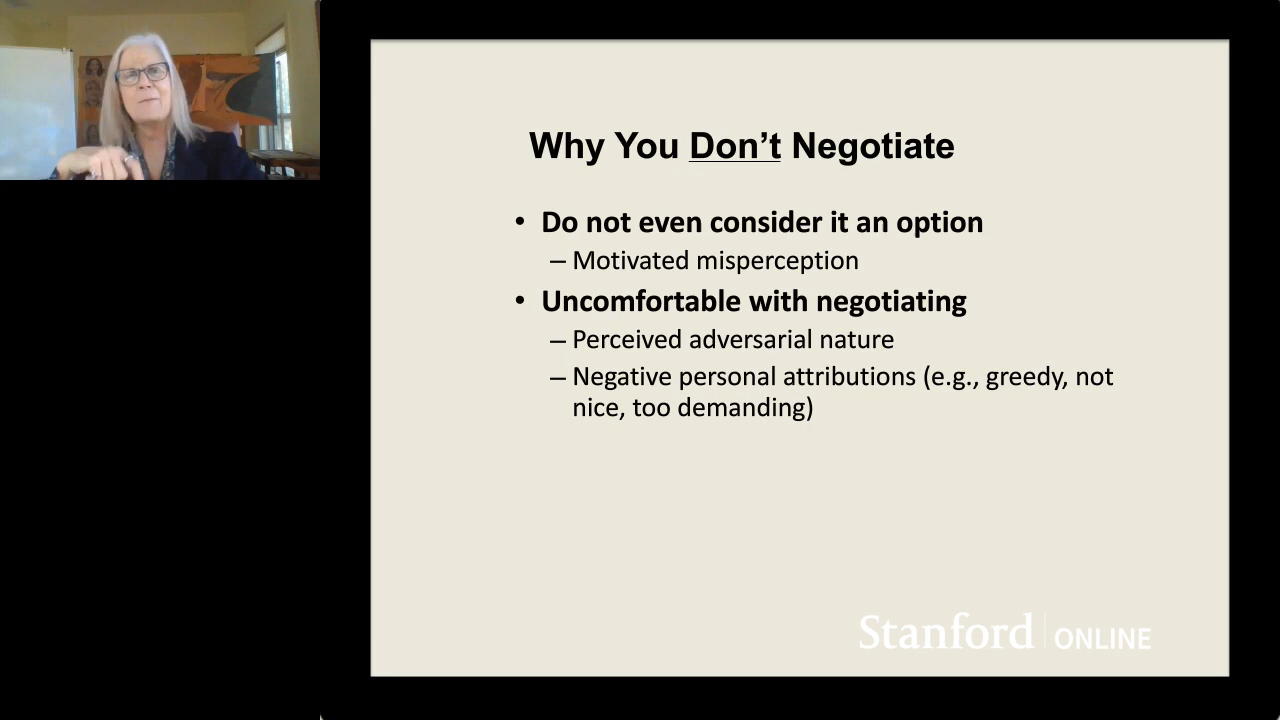 Why You Don’t Negotiate
• Do not even consider it an option
– Motivated misperception
• Uncomfortable with negotiating
– Perceived adversarial nature
– Negative personal attributions (e.g., greedy, not
nice, too demanding)
Stanford | ONLINE